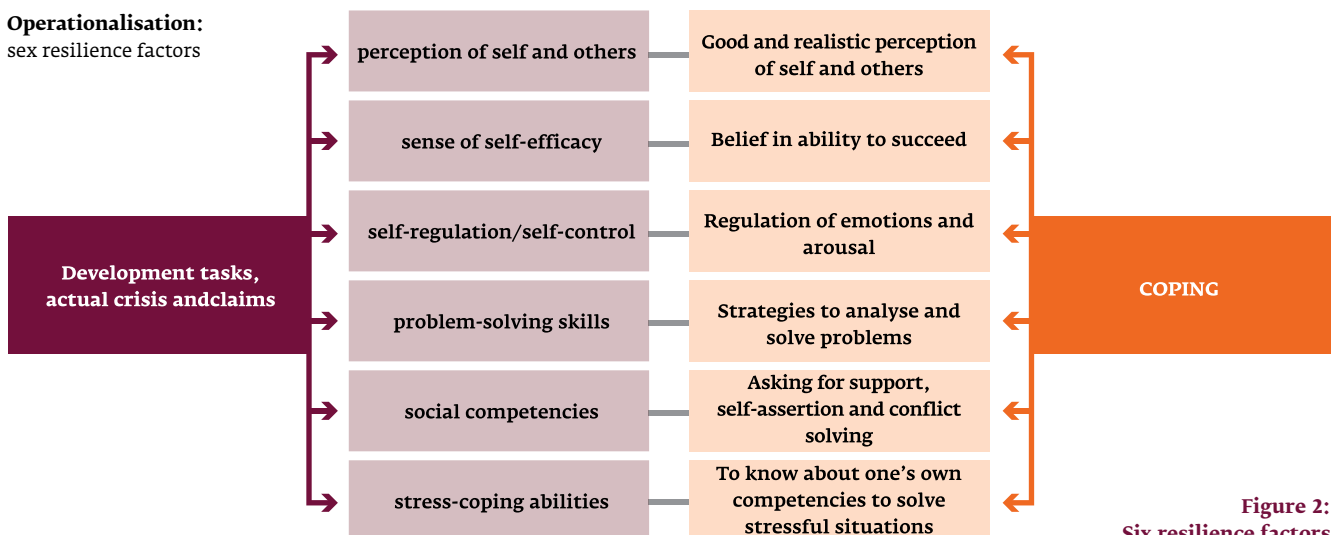 Operationalisation:
sex resilience factors
perception of self and others
Good and realistic perception
of self and others
sense of self-efficacy
Belief in ability to succeed
self-regulation/self-control
Regulation of emotions and
arousal
Development tasks,
actual crisis andclaims
COPING
problem-solving skills
Strategies to analyse and
solve problems
social competencies
Asking for support,
self-assertion and conflict
solving
stress-coping abilities
To know about one’s own
competencies to solve
stressful situations
Figure 2:
Six resilience factors